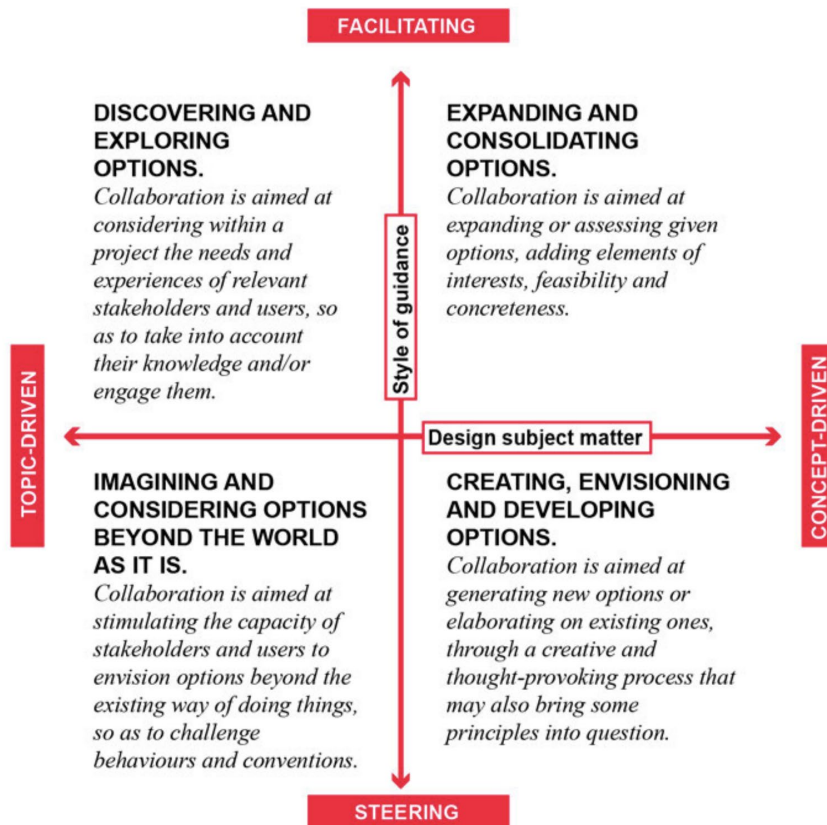 FACILITATING
DISCOVERING AND
EXPLORING
OPTIONS.
Collaboration is aimed at
considering within a
project the needs and
experiences of relevant
stakeholders and users, so
as to take into account
their knowledge and/or
engage them.
EXPANDING AND
CONSOLIDATING
OPTIONS.
Collaboration is aimed at
expanding or assessing given
options, adding elements of
interests, feasibility and
concreteness.
Style of guidance
TOPIC-DRIVEN
Design subject matter
CONCEPT-DRIVEN
IMAGINING AND
CONSIDERING OPTIONS
BEYOND THE WORLD
AS IT IS.
Collaboration is aimed at
stimulating the capacity of
stakeholders and users to
envision options beyond the
existing way of doing things,
so as to challenge
behaviours and conventions.
CREATING, ENVISIONING
AND DEVELOPING
OPTIONS.
Collaboration is aimed at
generating new options or
elaborating on existing ones,
through a creative and
thought-provoking process that
may also bring some
principles into question.
STEERING